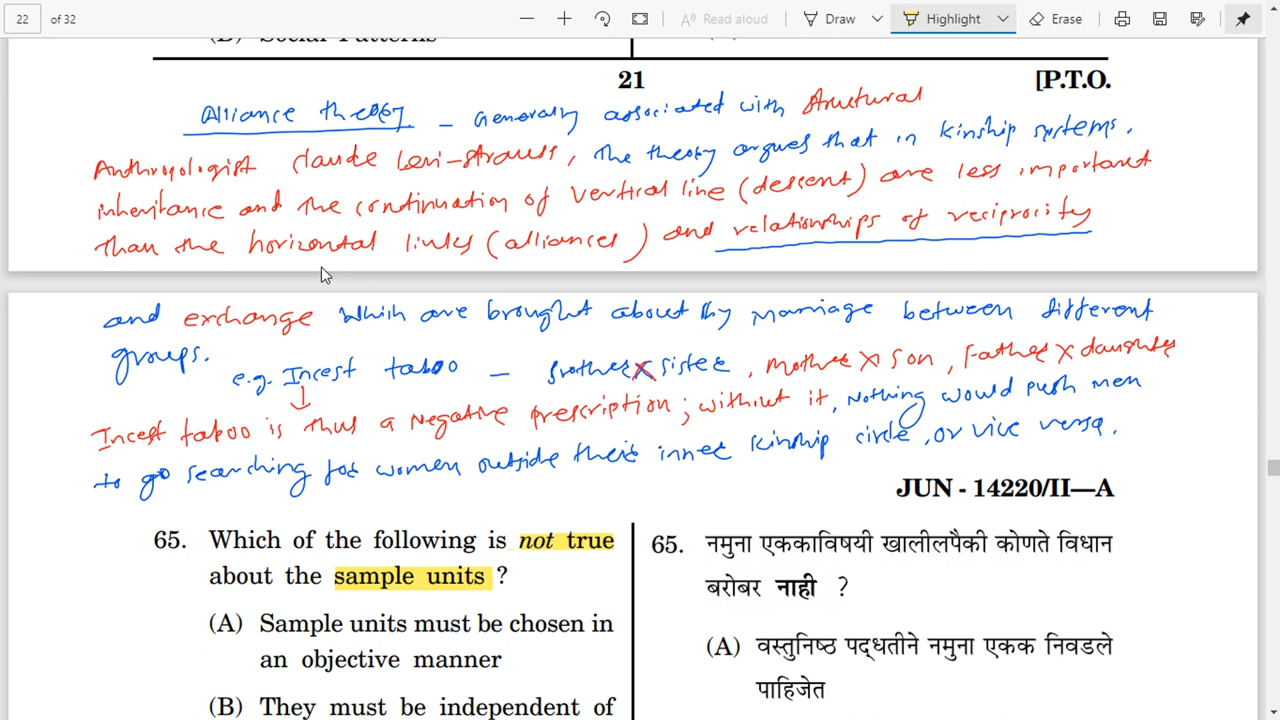 22 of 32
Read aloud
Draw
Highlight
Erase
21
[P.T.O.
Alliance theory - Generally associated with structural
Anthropologist claude Levi-strauss, The theory argues that in kinship systems,
inheritance and the continuation of vertical line (descent) are less important
than the horizontal links (alliances) and relationships of reciprocity
and exchange which are brought about by marriage between different
groups.
e.g. Incest taboo - Brother x sister, Mother x son, Father x daughter
Incest taboo is thus a Negative prescription; without it, Nothing would push men
to go searching for women outside their inner kinship circle, or vice versa.
JUN - 14220/II—A
65. Which of the following is not true
about the sample units ?
(A) Sample units must be chosen in
an objective manner
(B) They must be independent of
65. नमुना एककाविषयी खालीलपैकी कोणते विधान
बरोबर नाही ?
(A) वस्तुनिष्ठ पद्धतीने नमुना एकक निवडले
पाहिजेत